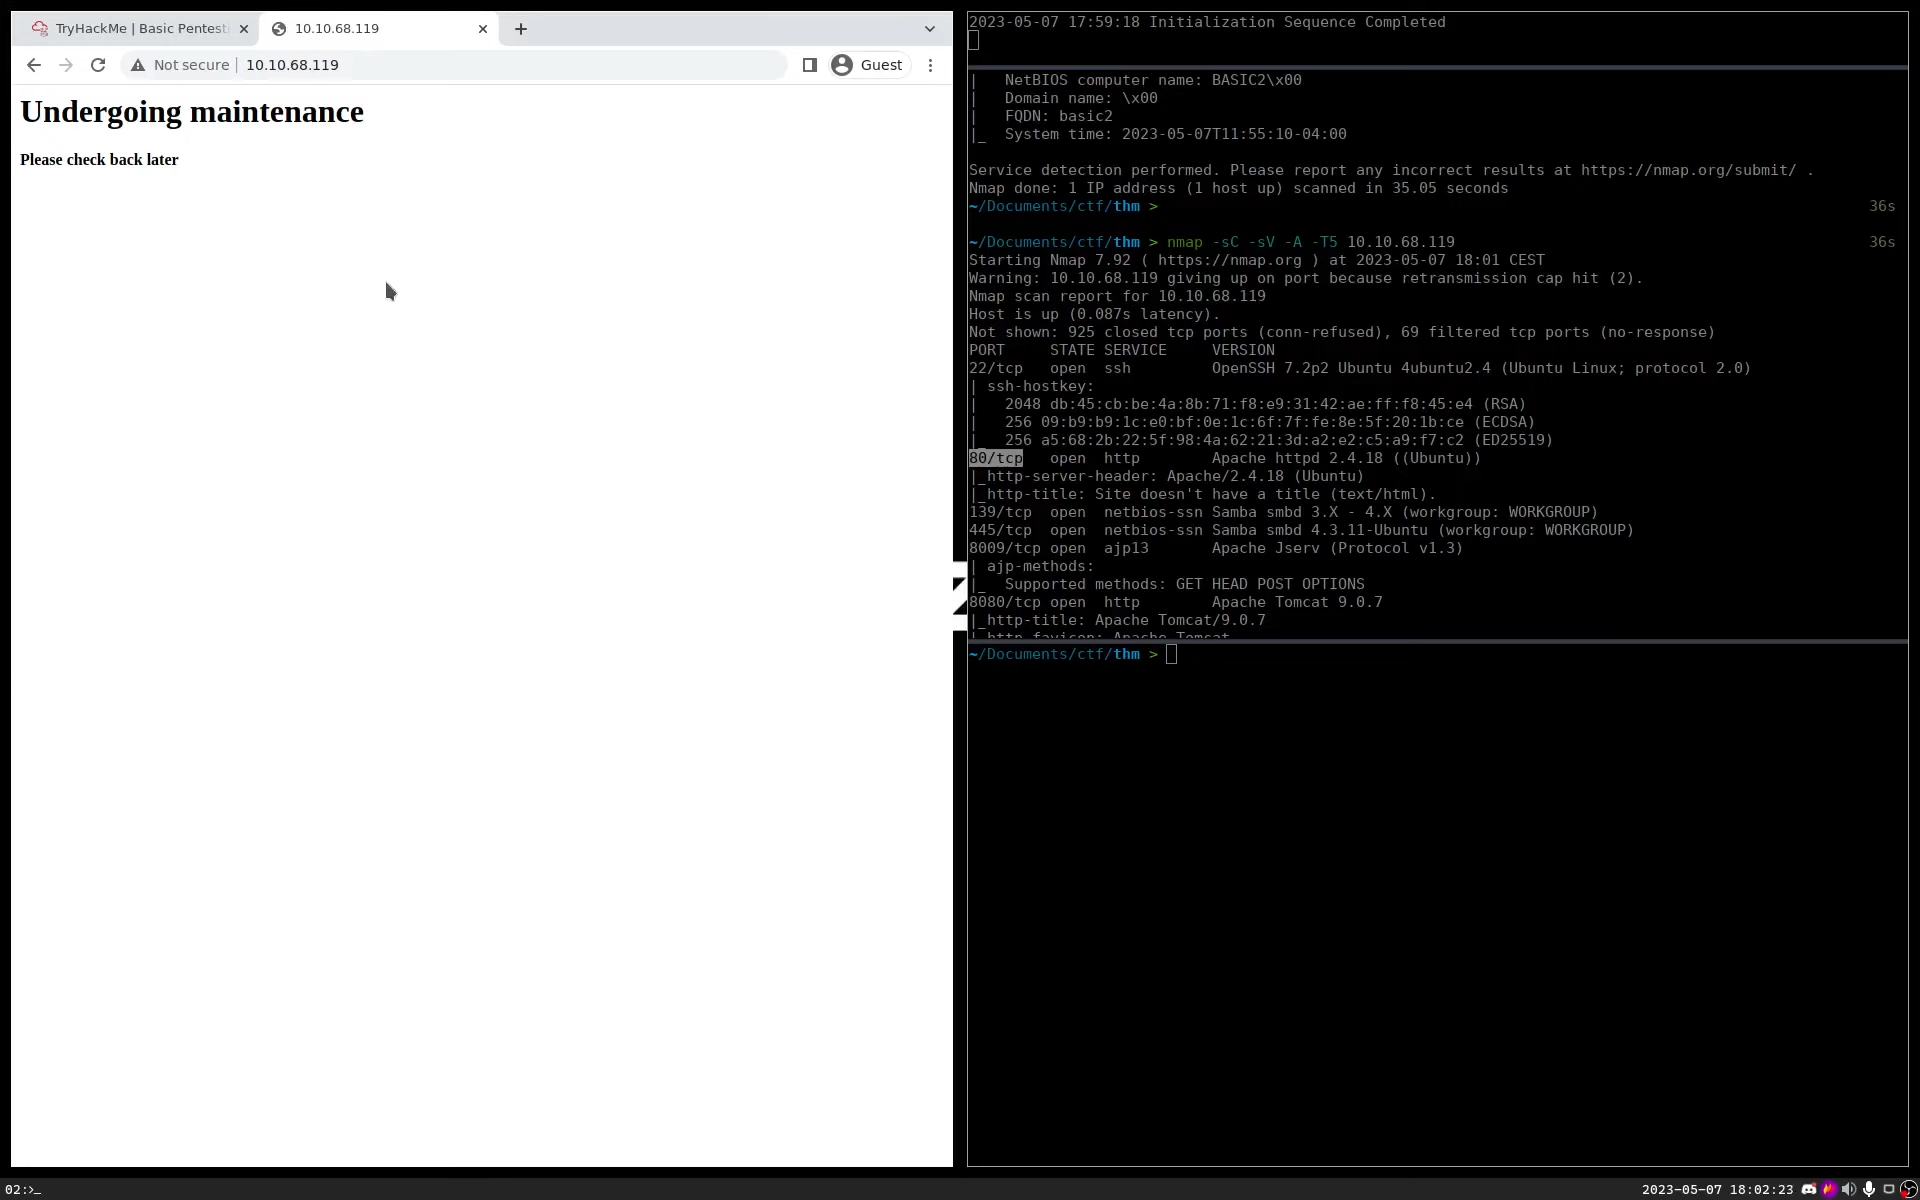 TryHackMe | Basic Pentest
10.10.68.119
Not secure
10.10.68.119
Guest
Undergoing maintenance
Please check back later
2023-05-07 17:59:18 Initialization Sequence Completed
|   NetBIOS computer name: BASIC2\x00
|   Domain name: \x00
|   FQDN: basic2
|_  System time: 2023-05-07T11:55:10-04:00
Service detection performed. Please report any incorrect results at https://nmap.org/submit/ .
Nmap done: 1 IP address (1 host up) scanned in 35.05 seconds
~/Documents/ctf/thm > 36s
~/Documents/ctf/thm > nmap -sC -sV -A -T5 10.10.68.119 36s
Starting Nmap 7.92 ( https://nmap.org ) at 2023-05-07 18:01 CEST
Warning: 10.10.68.119 giving up on port because retransmission cap hit (2).
Nmap scan report for 10.10.68.119
Host is up (0.087s latency).
Not shown: 925 closed tcp ports (conn-refused), 69 filtered tcp ports (no-response)
PORT     STATE SERVICE     VERSION
22/tcp   open  ssh         OpenSSH 7.2p2 Ubuntu 4ubuntu2.4 (Ubuntu Linux; protocol 2.0)
| ssh-hostkey:
|   2048 db:45:cb:be:4a:8b:71:f8:e9:31:42:ae:ff:f8:45:e4 (RSA)
|   256 09:b9:b9:1c:e0:bf:0e:1c:6f:7f:fe:8e:5f:20:1b:ce (ECDSA)
|_  256 a5:68:2b:22:5f:98:4a:62:21:3d:a2:e2:c5:a9:f7:c2 (ED25519)
80/tcp   open  http        Apache httpd 2.4.18 ((Ubuntu))
|_http-server-header: Apache/2.4.18 (Ubuntu)
|_http-title: Site doesn't have a title (text/html).
139/tcp  open  netbios-ssn Samba smbd 3.X - 4.X (workgroup: WORKGROUP)
445/tcp  open  netbios-ssn Samba smbd 4.3.11-Ubuntu (workgroup: WORKGROUP)
8009/tcp open  ajp13       Apache Jserv (Protocol v1.3)
| ajp-methods:
|_  Supported methods: GET HEAD POST OPTIONS
8080/tcp open  http        Apache Tomcat 9.0.7
|_http-title: Apache Tomcat/9.0.7
|_http-favicon: Apache Tomcat
~/Documents/ctf/thm >
02:>_
2023-05-07 18:02:23